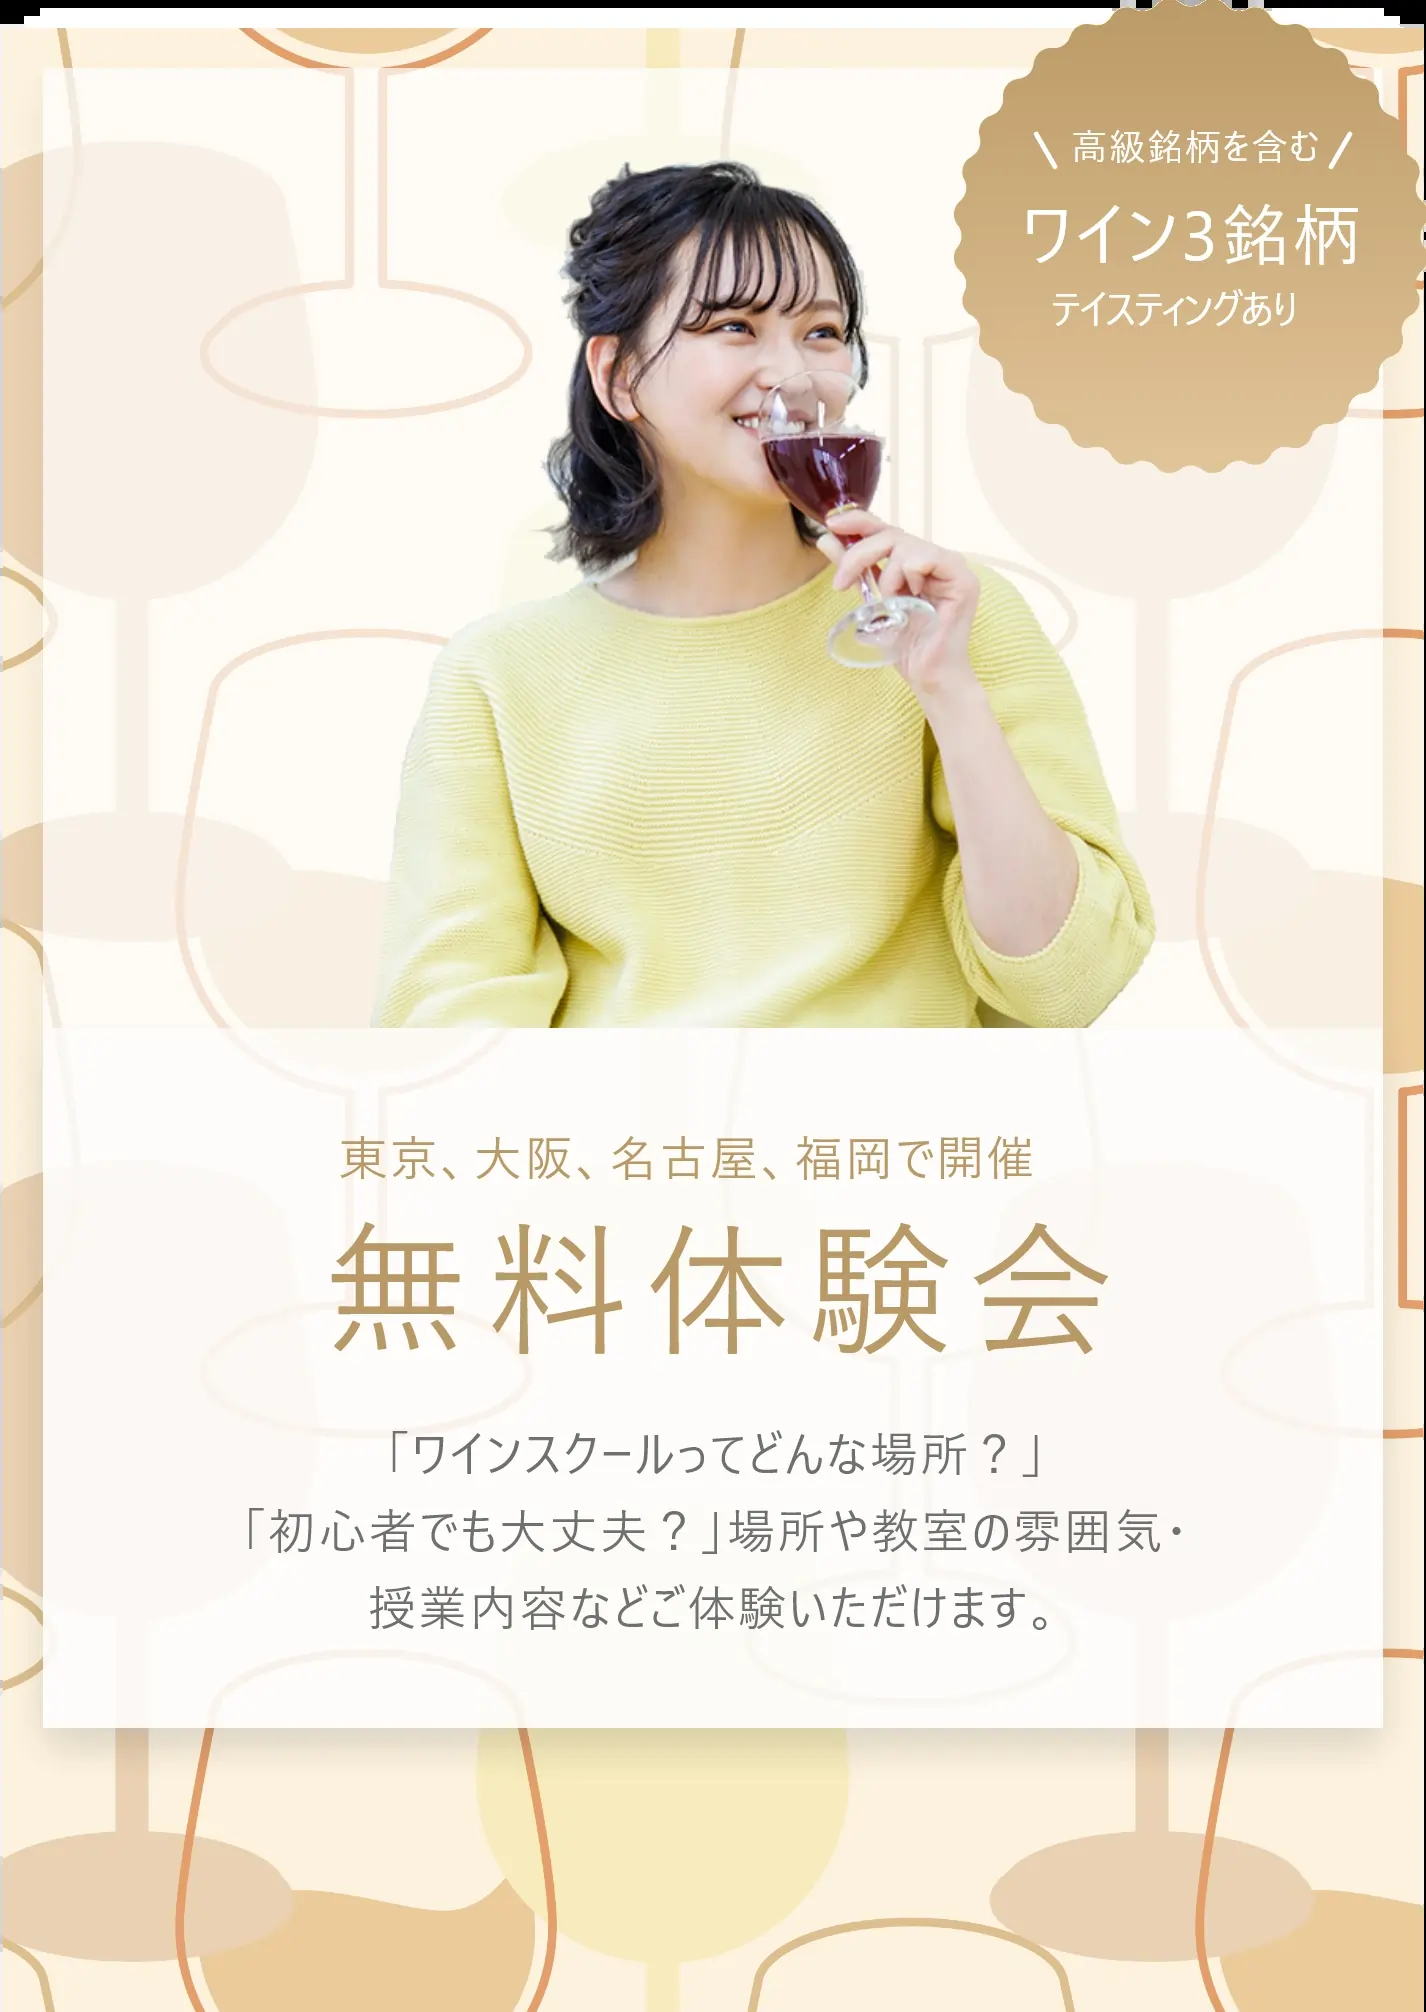 高級銘柄を含む
ワイン3銘柄
テイスティングあり
東京、大阪、名古屋、福岡で開催
無料体験会
「ワインスクールってどんな場所？」
「初心者でも大丈夫？」場所や教室の雰囲気・
授業内容などご体験いただけます。